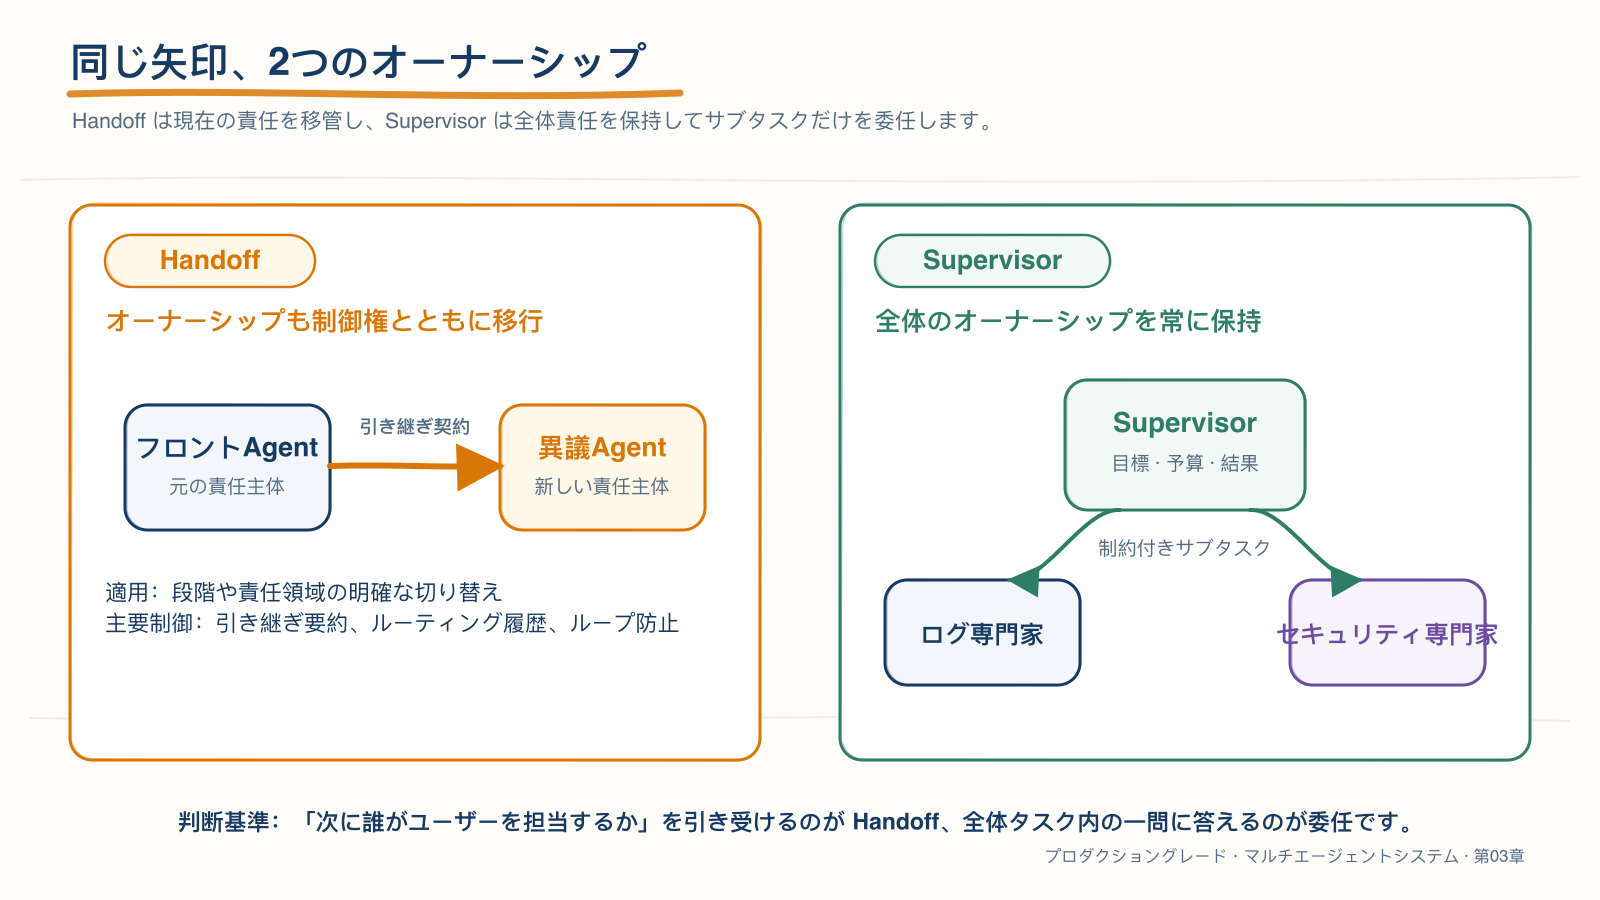 同じ矢印、2つのオーナーシップ
Handoff は現在の責任を移管し、Supervisor は全体責任を保持してサブタスクだけを委任します。
Handoff
オーナーシップも制御権とともに移行
フロントAgent
元の責任主体
引き継ぎ契約
異議Agent
新しい責任主体
適用：段階や責任領域の明確な切り替え
主要制御：引き継ぎ要約、ルーティング履歴、ループ防止
Supervisor
全体のオーナーシップを常に保持
Supervisor
目標 · 予算 · 結果
制約付きサブタスク
ログ専門家
セキュリティ専門家
判断基準：「次に誰がユーザーを担当するか」を引き受けるのが Handoff、全体タスク内の一問に答えるのが委任です。
プロダクショングレード · マルチエージェントシステム · 第03章